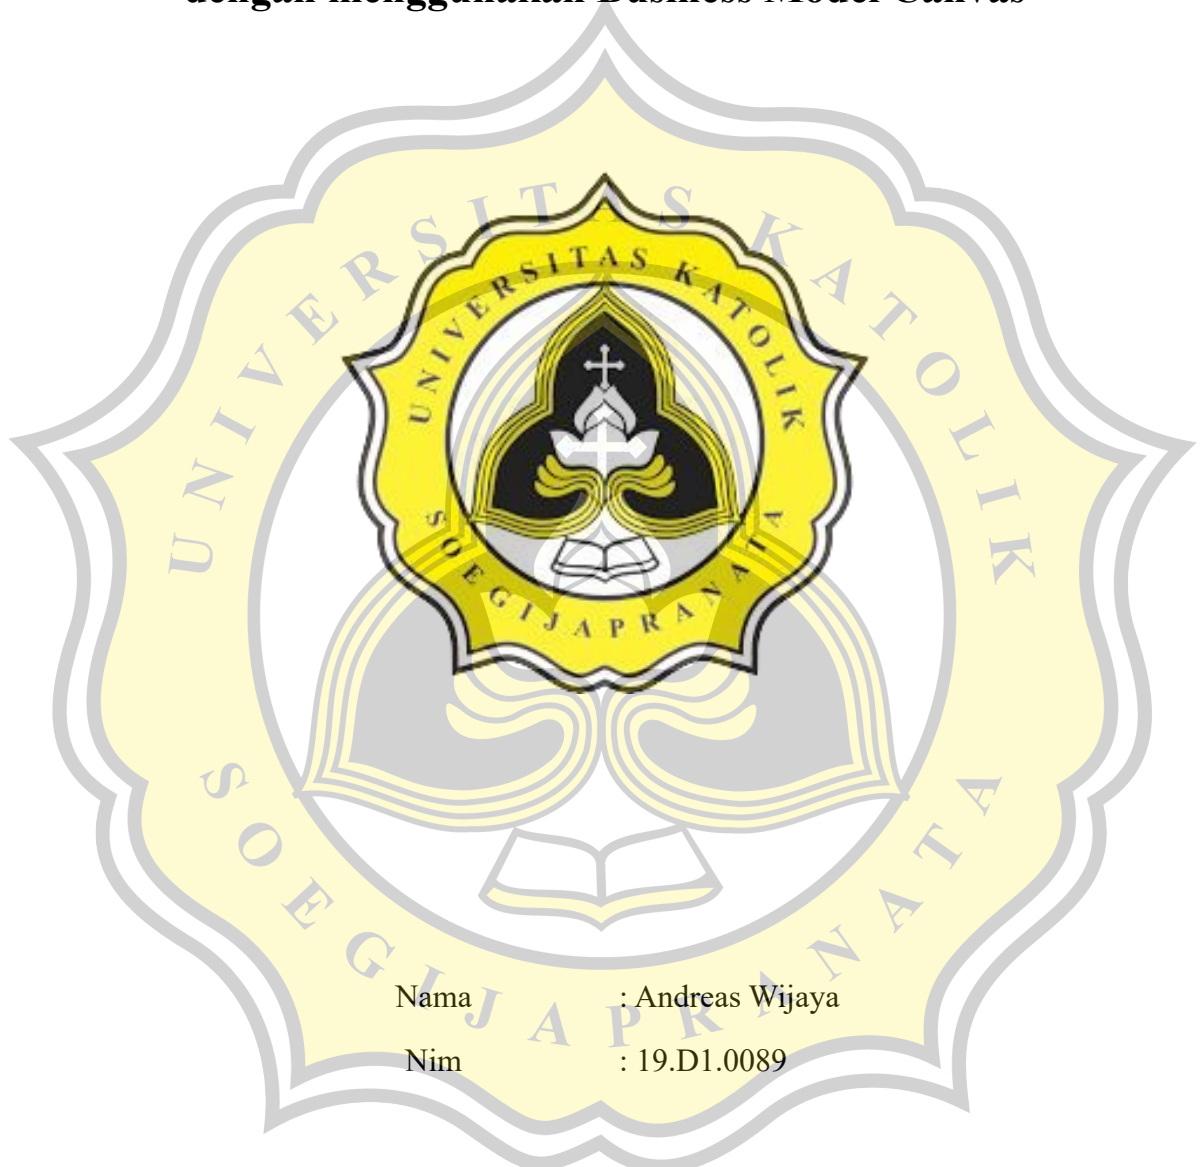 dengan menggunakan Business Model Canvas
UNIVERSITAS KATOLIK
SOEGIJAPRANATA
UNIVERSITAS KATOLIK
SOEGIJAPRANATA
Nama : Andreas Wijaya
Nim : 19.D1.0089